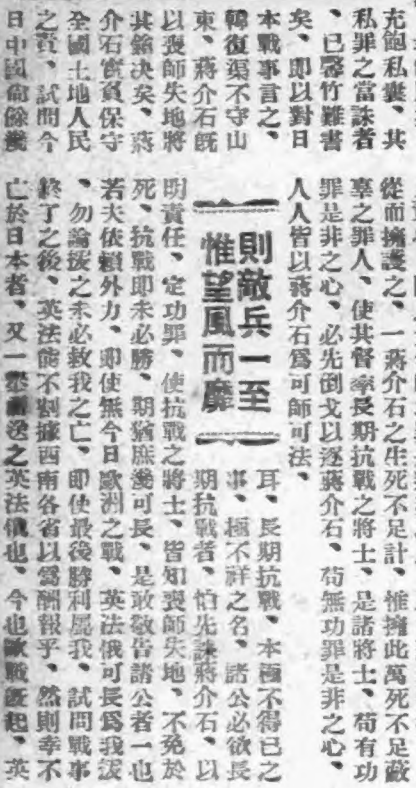 充飽私囊、其
私罪之當誅者
、已罄竹難書
矣、即以對日
本戰事言之、
韓復榘不守山
東、蔣介石旣
以喪師失地將
其鎗決矣、蔣
介石實負保守
全國土地人民
之責、試問今
日中國尙餘幾
從而擁護之、一蔣介石之生死不足計、惟擁此萬死不足蔽
辜之罪人、使其督率長期抗戰之將士、是諸將士、苟有功
罪是非之心、必先倒戈以逐蔣介石、苟無功罪是非之心、
人人皆以蔣介石爲可師可法、
則敵兵一至
惟望風而靡
耳、長期抗戰、本極不得已之
事、極不祥之名、諸公必欲長
期抗戰者、怕先誅蔣介石、以
明責任、定功罪、使抗戰之將士、皆知喪師失地、不免於
死、抗戰即未必勝、期猶庶幾可長、是敢敬告諸公者一也
若夫依賴外力、即使無今日歐洲之戰、英法俄可長爲我援
、勿論援之未必救我之亡、即使最後勝利屬我、試問戰事
終了之後、英法能不割據西南各省以爲酬報乎、然則幸不
亡於日本者、又一之英法俄也、今也歐戰旣起、英